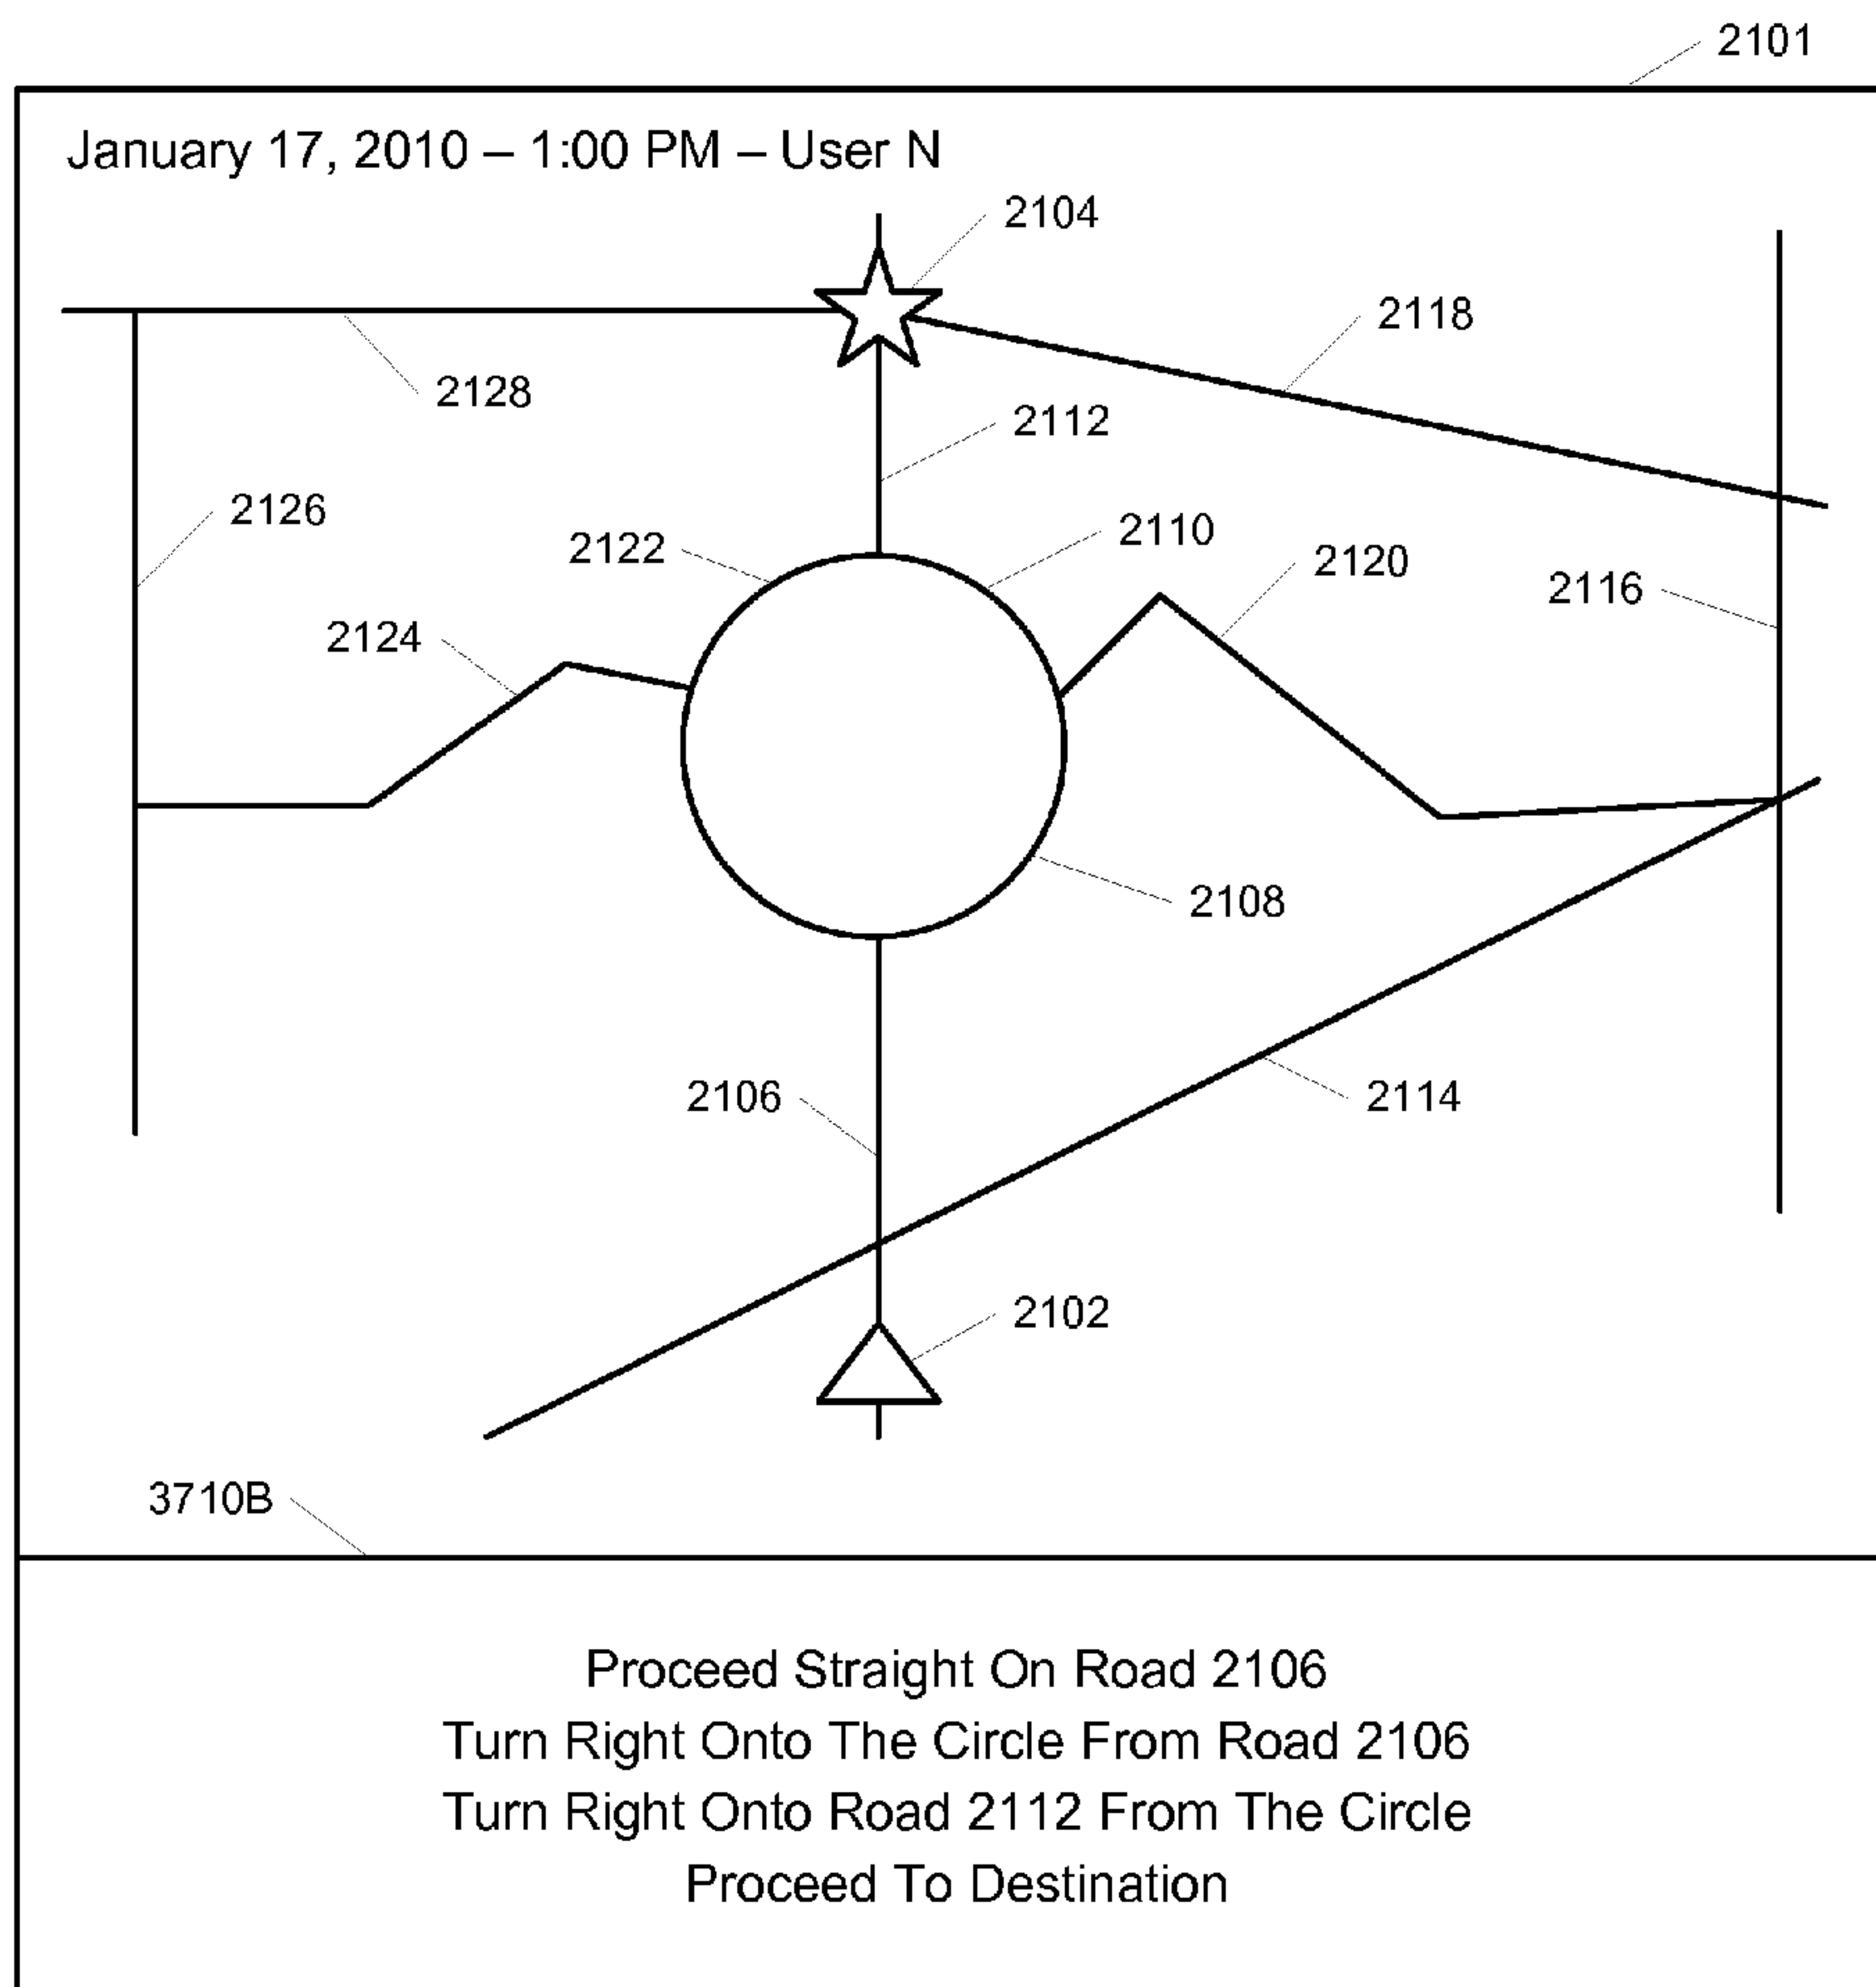 2101
January 17, 2010 – 1:00 PM – User N
2104
2118
2128
2112
2126
2110
2122
2120
2116
2124
2108
2106
2114
2102
3710B
Proceed Straight On Road 2106
Turn Right Onto The Circle From Road 2106
Turn Right Onto Road 2112 From The Circle
Proceed To Destination